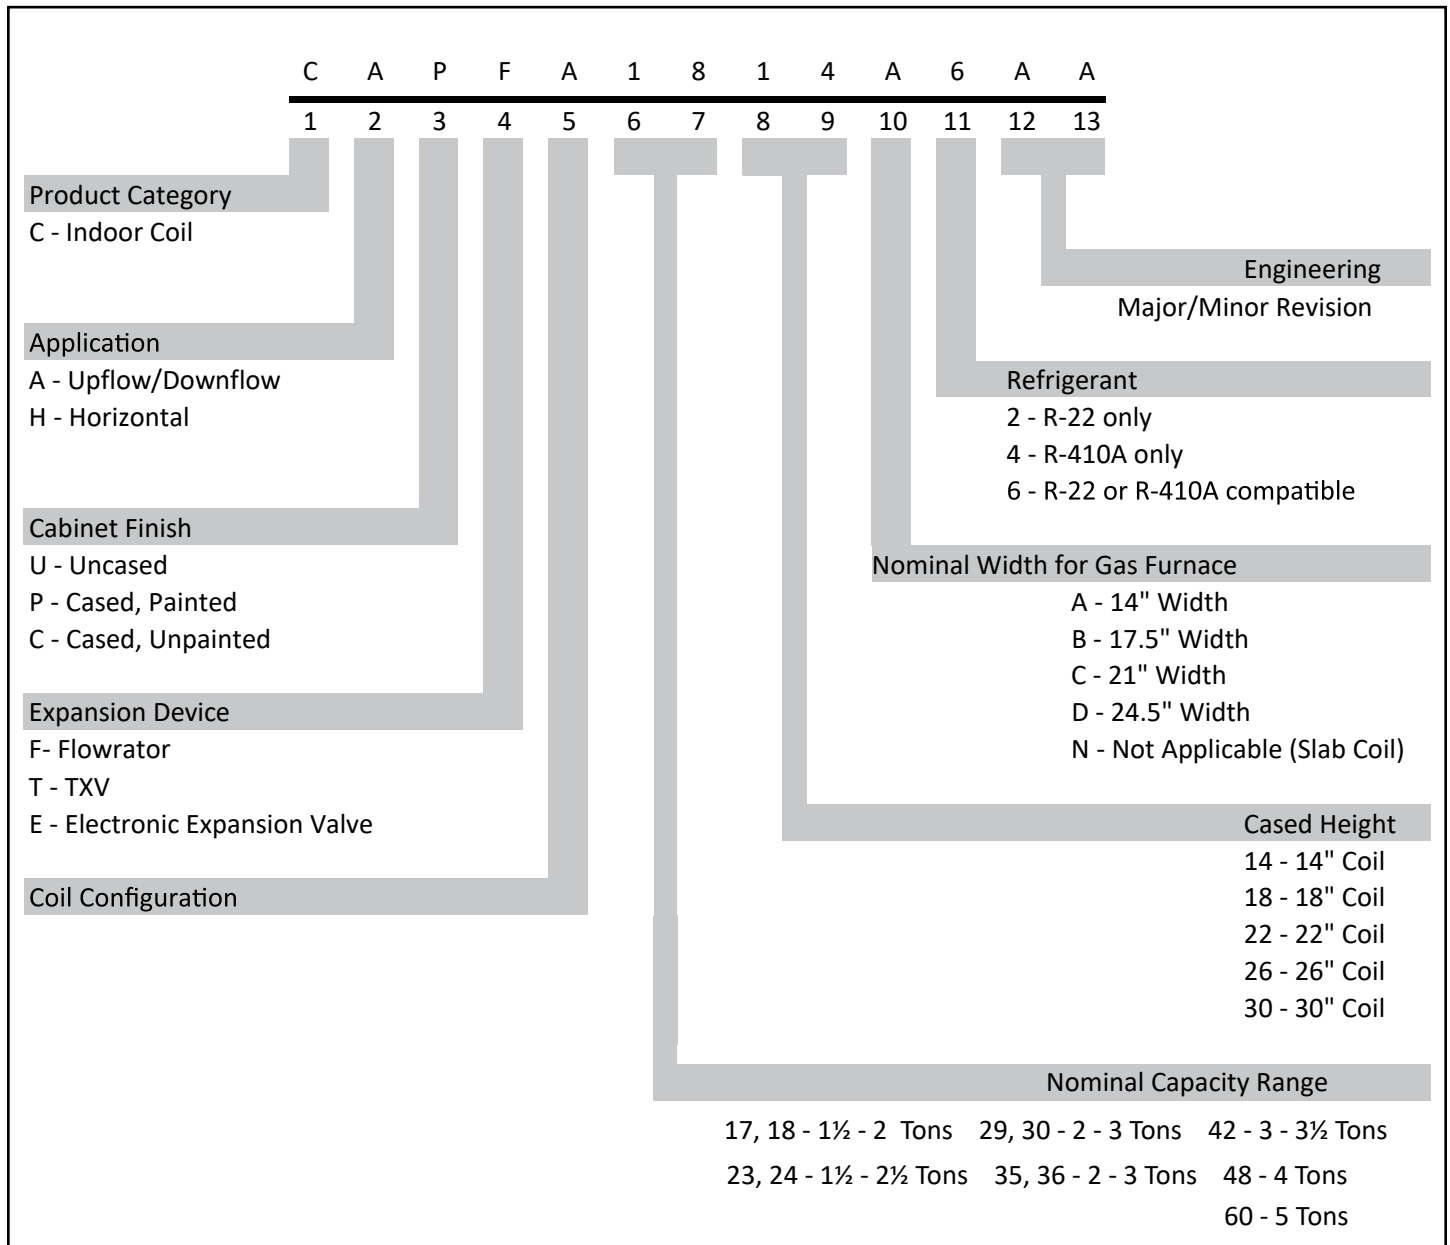 C A P F A 1 8 1 4 A 6 A A
1 2 3 4 5 6 7 8 9 10 11 12 13
Product Category
C - Indoor Coil
Application
A - Upflow/Downflow
H - Horizontal
Cabinet Finish
U - Uncased
P - Cased, Painted
C - Cased, Unpainted
Expansion Device
F- Flowrator
T - TXV
E - Electronic Expansion Valve
Coil Configuration
Engineering
Major/Minor Revision
Refrigerant
2 - R-22 only
4 - R-410A only
6 - R-22 or R-410A compatible
Nominal Width for Gas Furnace
A - 14" Width
B - 17.5" Width
C - 21" Width
D - 24.5" Width
N - Not Applicable (Slab Coil)
Cased Height
14 - 14" Coil
18 - 18" Coil
22 - 22" Coil
26 - 26" Coil
30 - 30" Coil
Nominal Capacity Range
17, 18 - 1½ - 2 Tons 29, 30 - 2 - 3 Tons 42 - 3 - 3½ Tons
23, 24 - 1½ - 2½ Tons 35, 36 - 2 - 3 Tons 48 - 4 Tons
60 - 5 Tons